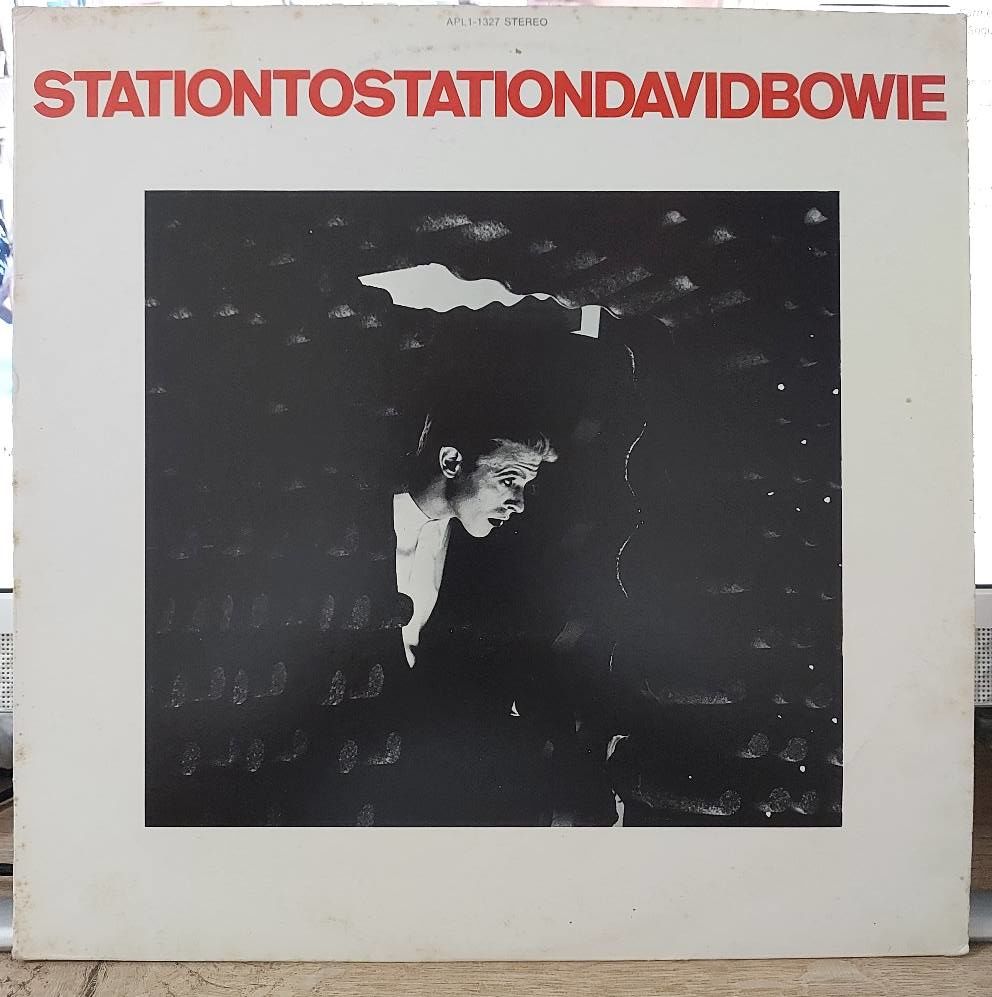 APL1-1327 STEREO
STATIONTOSTATIONDAVIDBOWIE